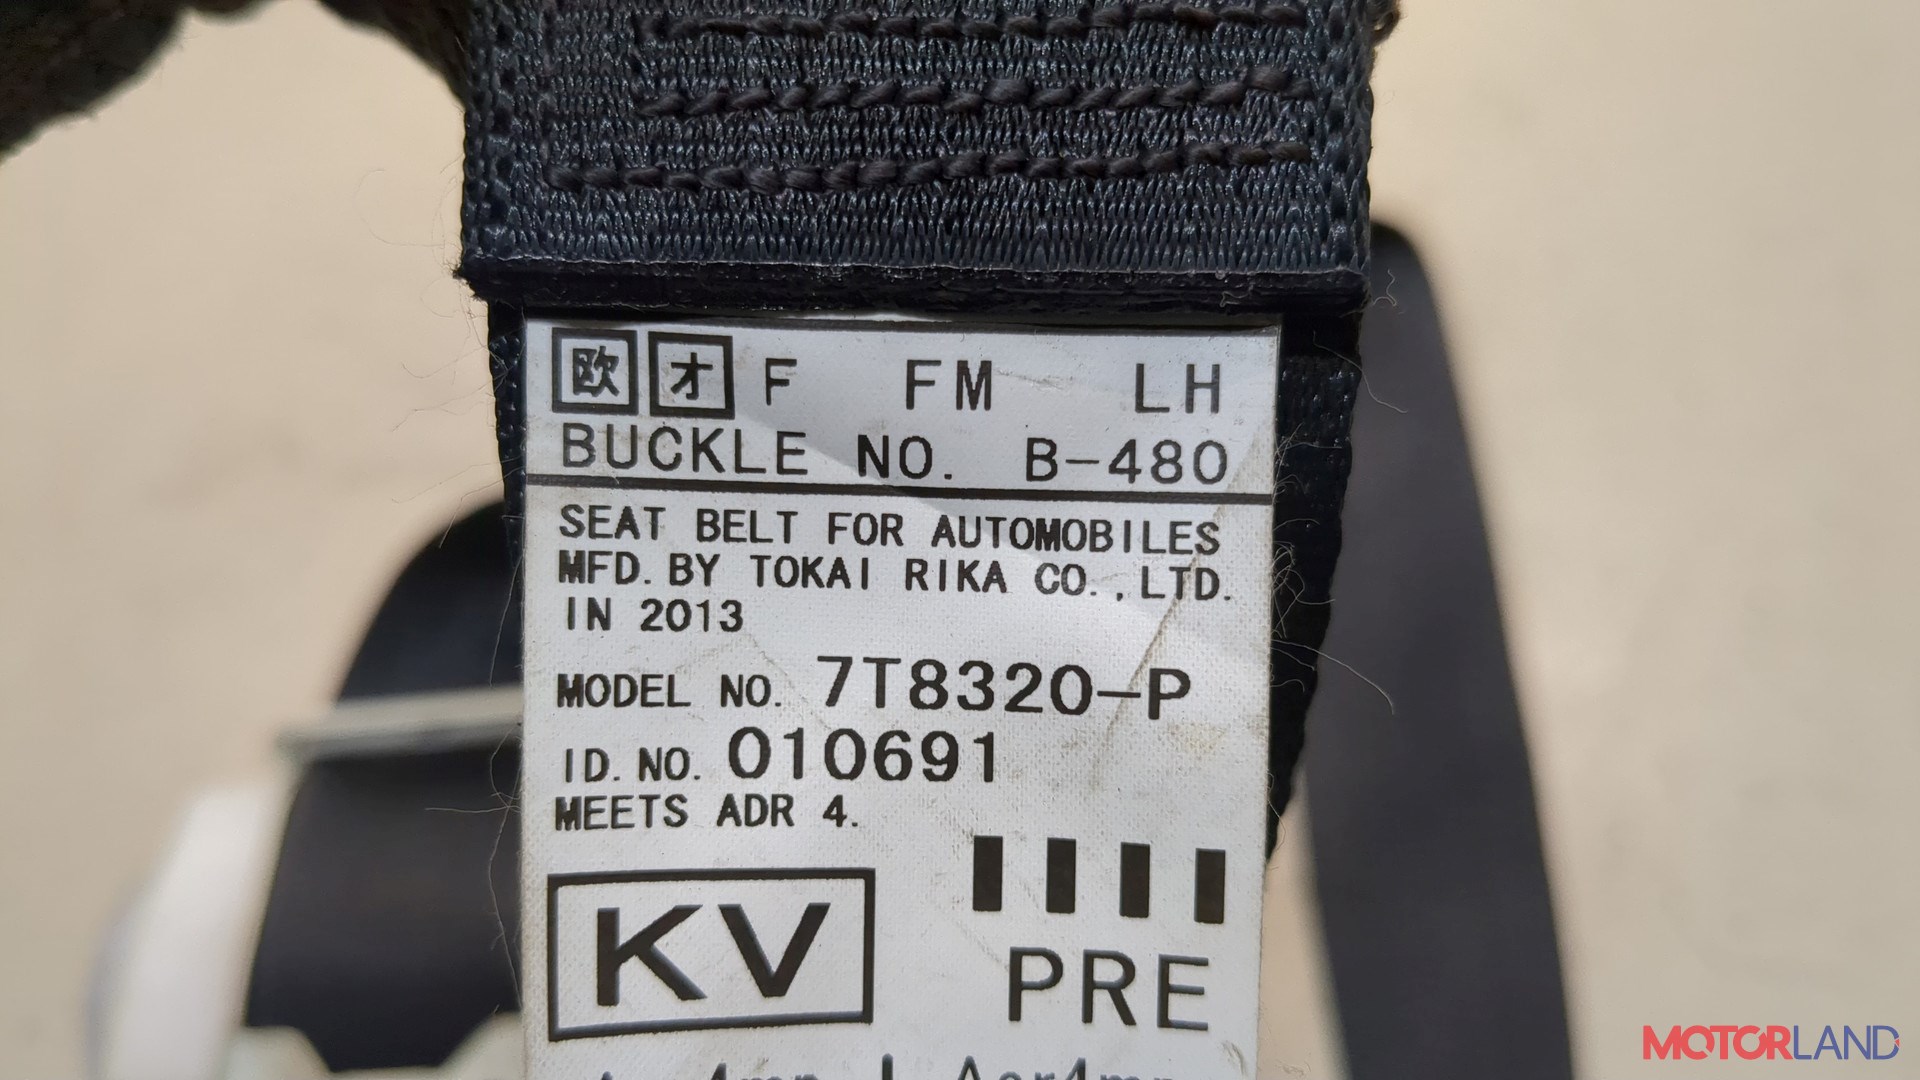 欧 オ F FM LH
BUCKLE NO. B-480
SEAT BELT FOR AUTOMOBILES
MFD. BY TOKAI RIKA CO., LTD.
IN 2013
MODEL NO. 7T8320-P
ID. NO. 010691
MEETS ADR 4.
KV
PRE
MOTORLAND